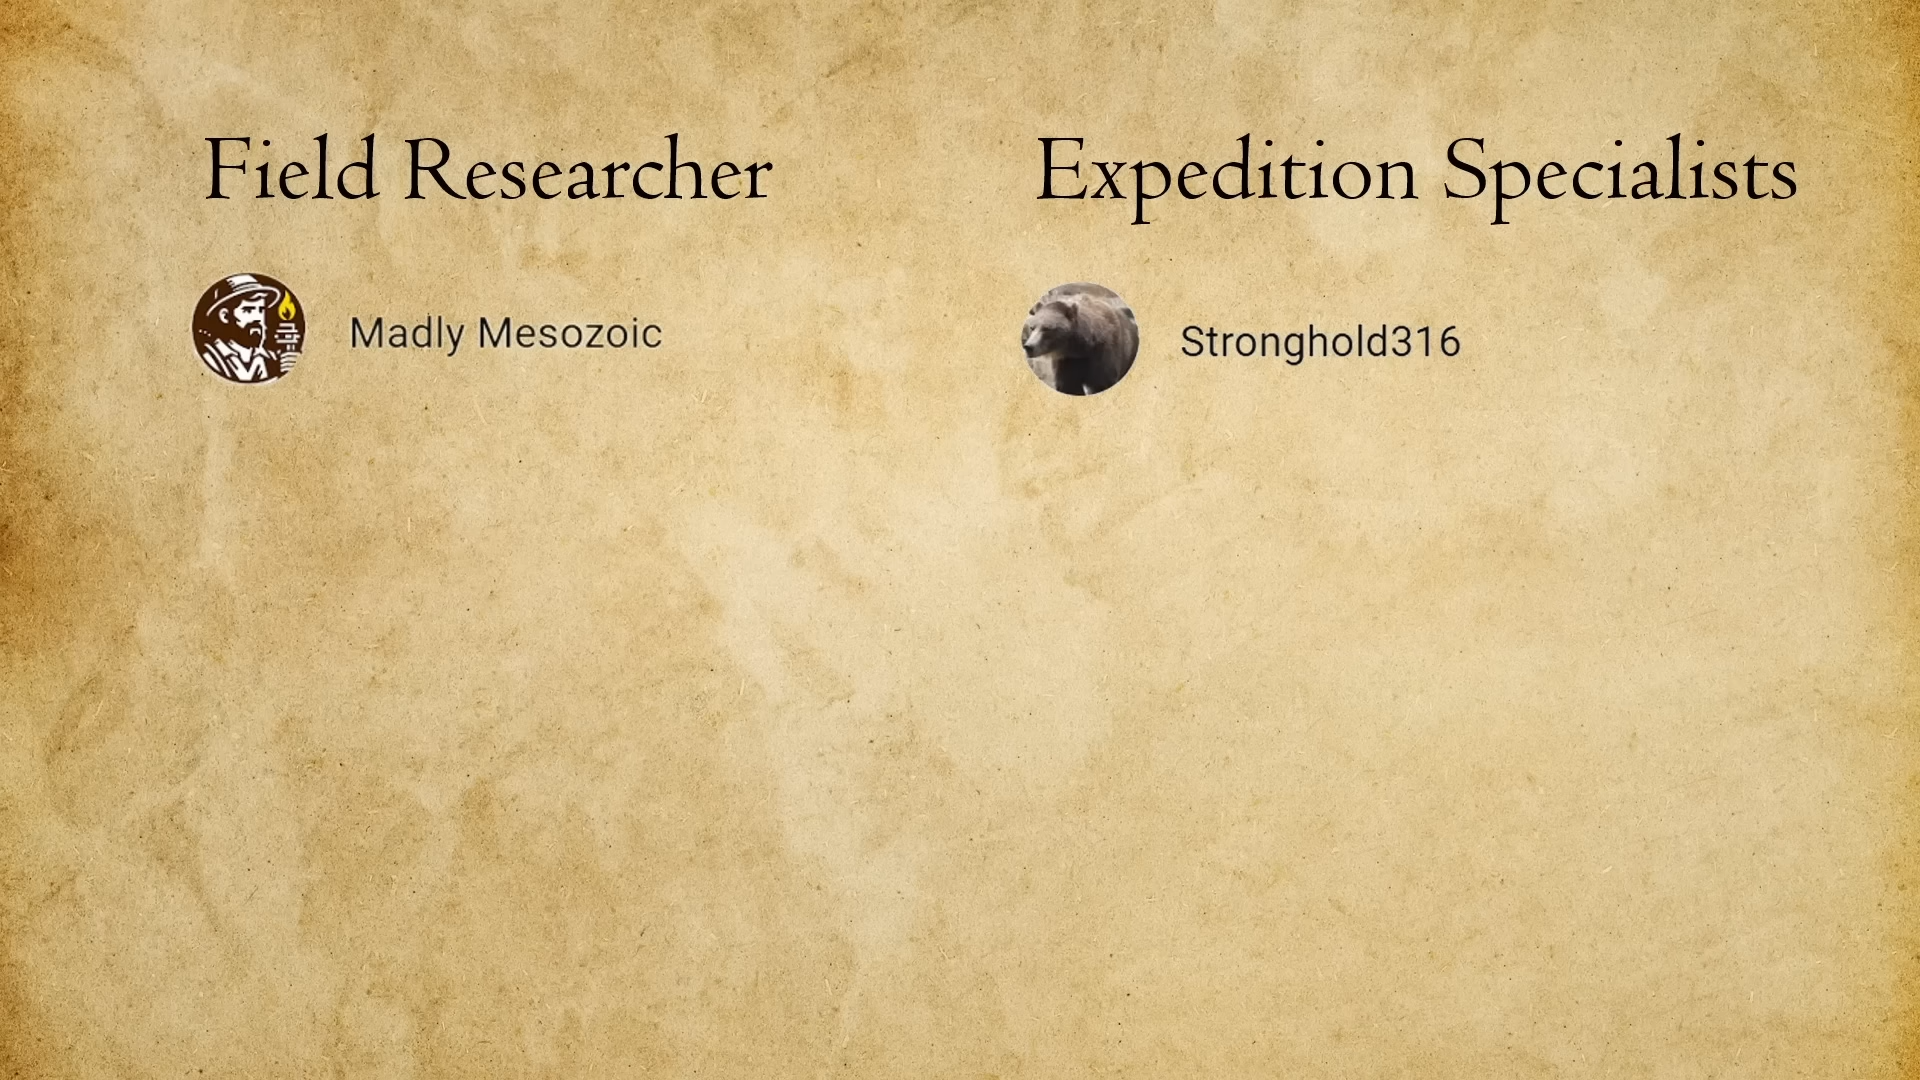 Field Researcher
Madly Mesozoic
Expedition Specialists
Stronghold316